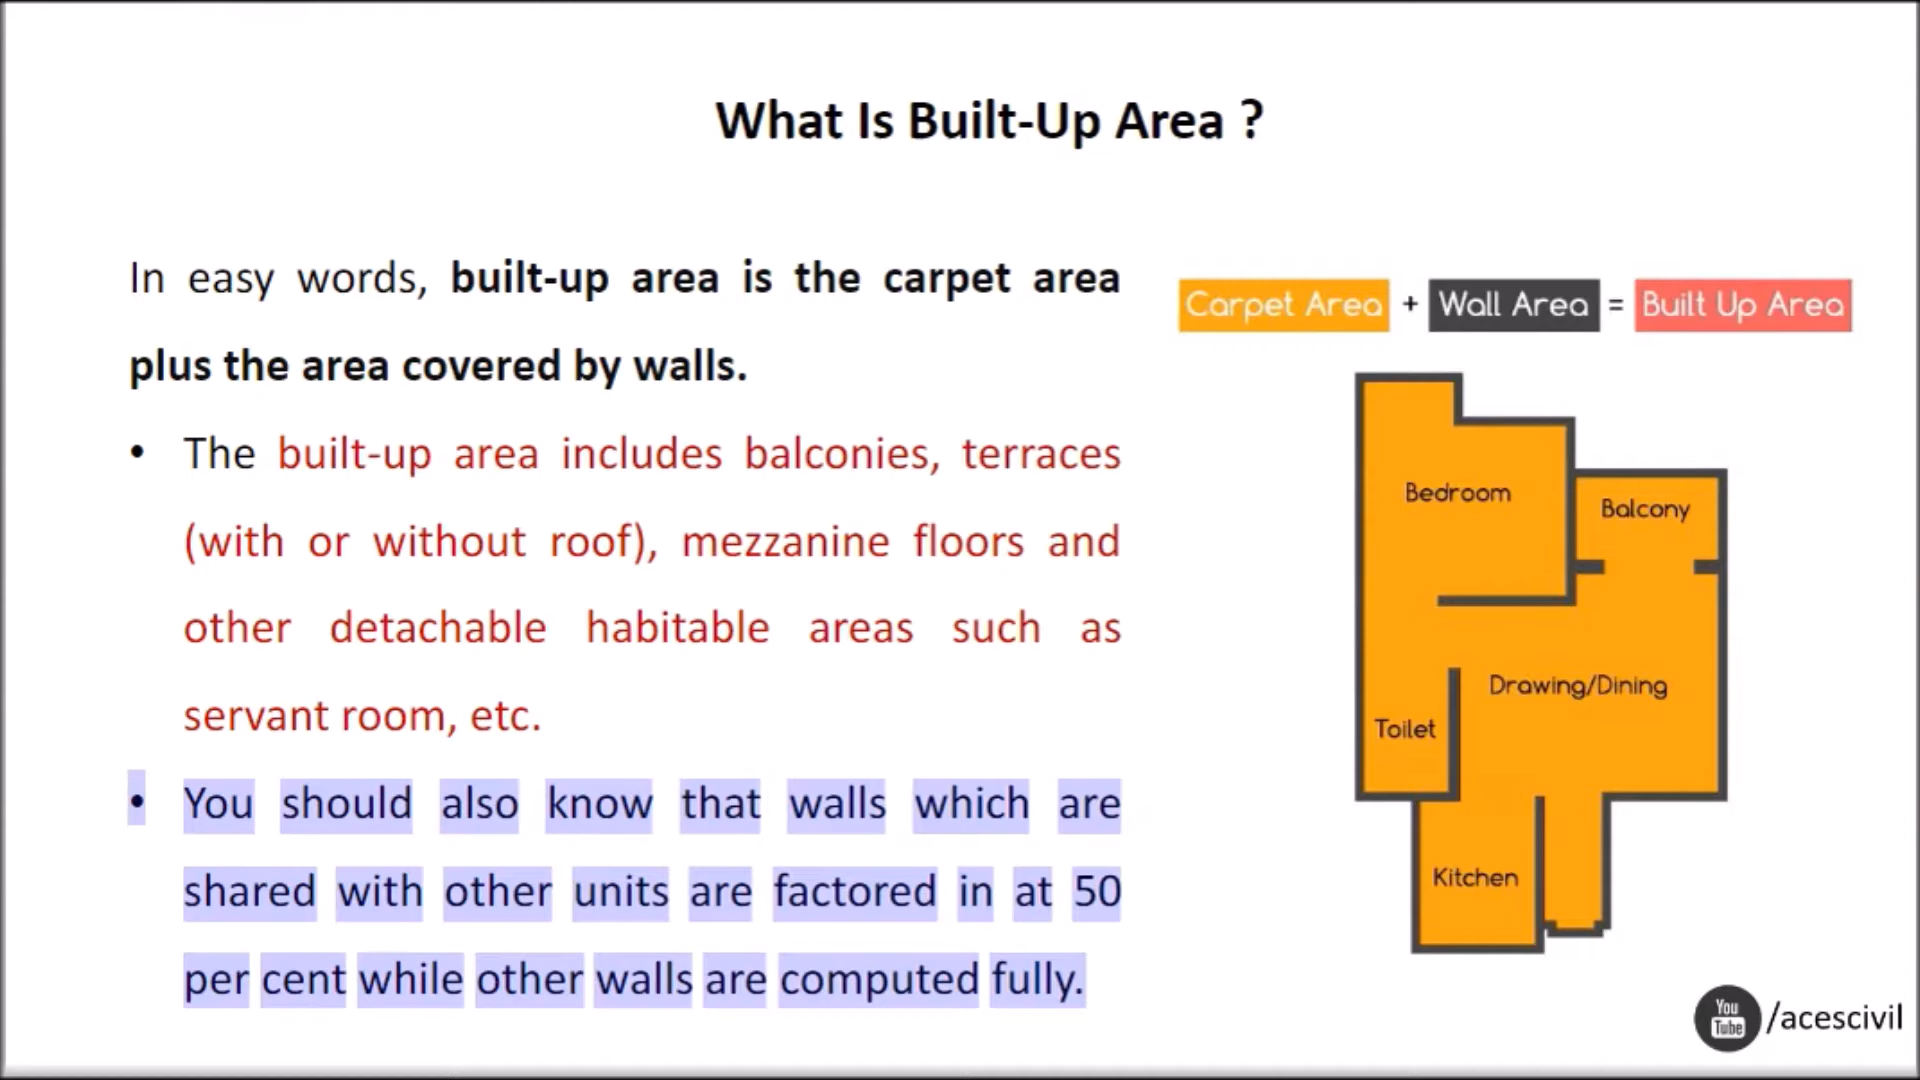 What Is Built-Up Area ?
In easy words, built-up area is the carpet area
plus the area covered by walls.
• The built-up area includes balconies, terraces
(with or without roof), mezzanine floors and
other detachable habitable areas such as
servant room, etc.
• You should also know that walls which are
shared with other units are factored in at 50
per cent while other walls are computed fully.
Carpet Area + Wall Area = Built Up Area
Bedroom
Balcony
Drawing/Dining
Toilet
Kitchen
You Tube /acescivil